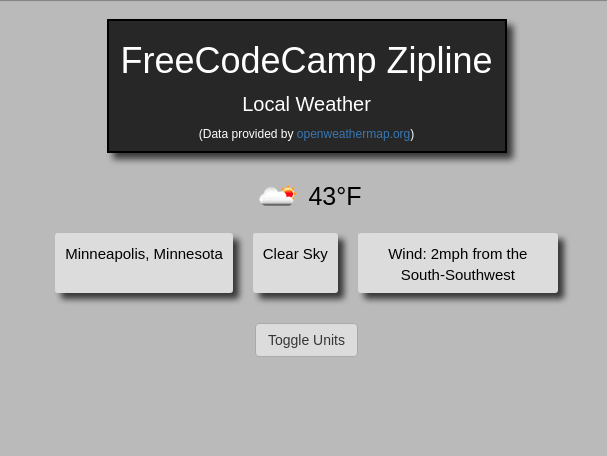 FreeCodeCamp Zipline
Local Weather
(Data provided by openweathermap.org)
43°F
Minneapolis, Minnesota
Clear Sky
Wind: 2mph from the
South-Southwest
Toggle Units